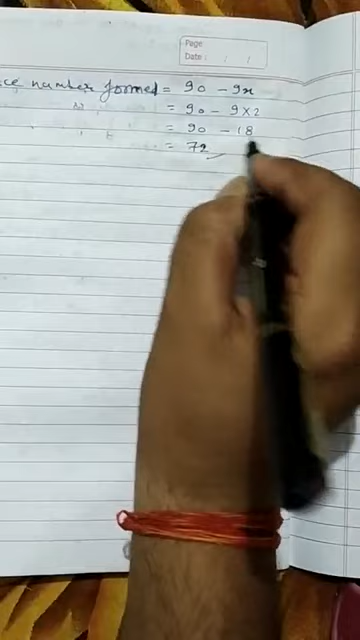 Page:
Date: / /
ce number formed = 90 - 9x
= 90 - 9×2
= 90 - 18
= 72